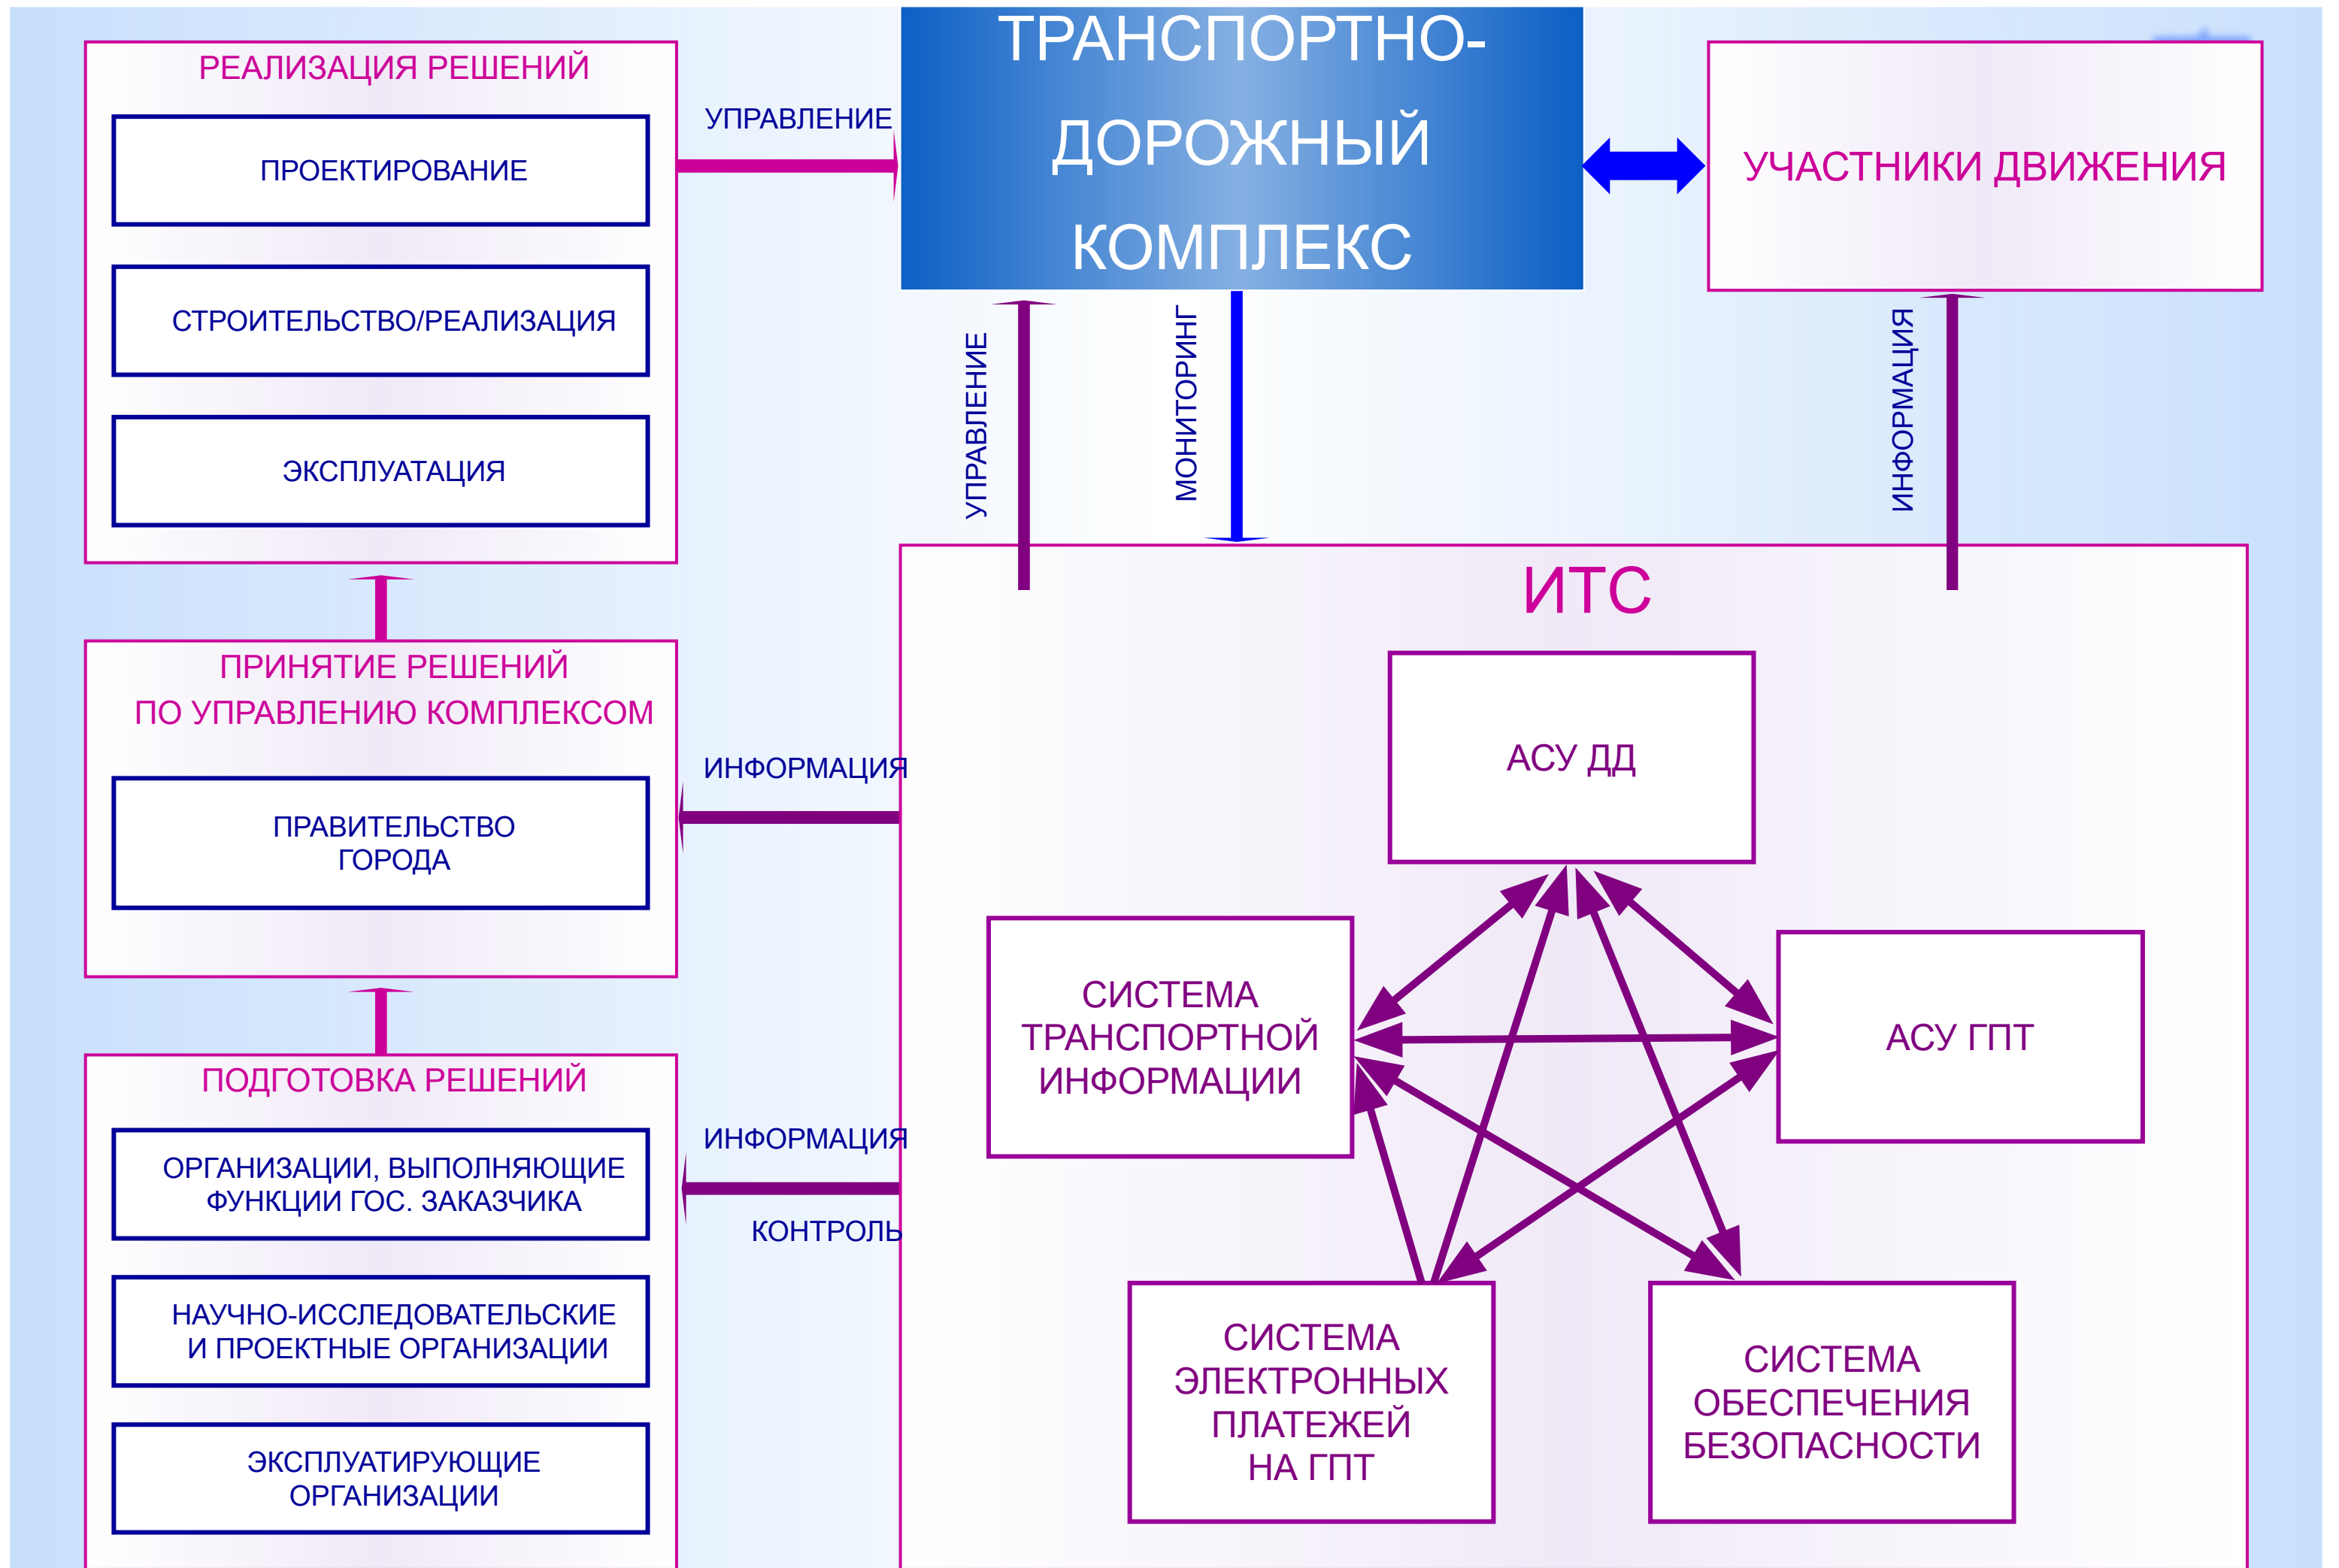 РЕАЛИЗАЦИЯ РЕШЕНИЙ
ПРОЕКТИРОВАНИЕ
СТРОИТЕЛЬСТВО/РЕАЛИЗАЦИЯ
ЭКСПЛУАТАЦИЯ
УПРАВЛЕНИЕ
ТРАНСПОРТНО-
ДОРОЖНЫЙ
КОМПЛЕКС
УЧАСТНИКИ ДВИЖЕНИЯ
УПРАВЛЕНИЕ
МОНИТОРИНГ
ИНФОРМАЦИЯ
ПРИНЯТИЕ РЕШЕНИЙ
ПО УПРАВЛЕНИЮ КОМПЛЕКСОМ
ПРАВИТЕЛЬСТВО
ГОРОДА
ИНФОРМАЦИЯ
ПОДГОТОВКА РЕШЕНИЙ
ОРГАНИЗАЦИИ, ВЫПОЛНЯЮЩИЕ
ФУНКЦИИ ГОС. ЗАКАЗЧИКА
НАУЧНО-ИССЛЕДОВАТЕЛЬСКИЕ
И ПРОЕКТНЫЕ ОРГАНИЗАЦИИ
ЭКСПЛУАТИРУЮЩИЕ
ОРГАНИЗАЦИИ
ИНФОРМАЦИЯ
КОНТРОЛЬ
ИТС
АСУ ДД
СИСТЕМА
ТРАНСПОРТНОЙ
ИНФОРМАЦИИ
АСУ ГПТ
СИСТЕМА
ЭЛЕКТРОННЫХ
ПЛАТЕЖЕЙ
НА ГПТ
СИСТЕМА
ОБЕСПЕЧЕНИЯ
БЕЗОПАСНОСТИ